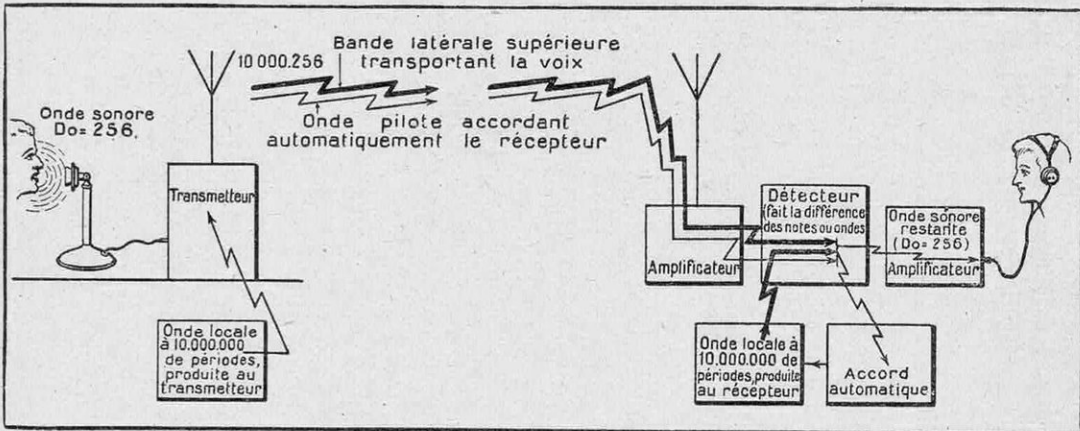 Bande latérale supérieure
10 000.256 transportant la voix
Onde pilote accordant
automatiquement le récepteur
Onde sonore
Do = 256.
Transmetteur
Onde locale
à 10.000.000
de périodes,
produite au
transmetteur
Amplificateur
Détecteur
(fait la différence
des notes ou ondes
Onde sonore
restante
(Do = 256)
Amplificateur
Onde locale à
10,000.000 de
périodes, produite
au récepteur
Accord
automatique